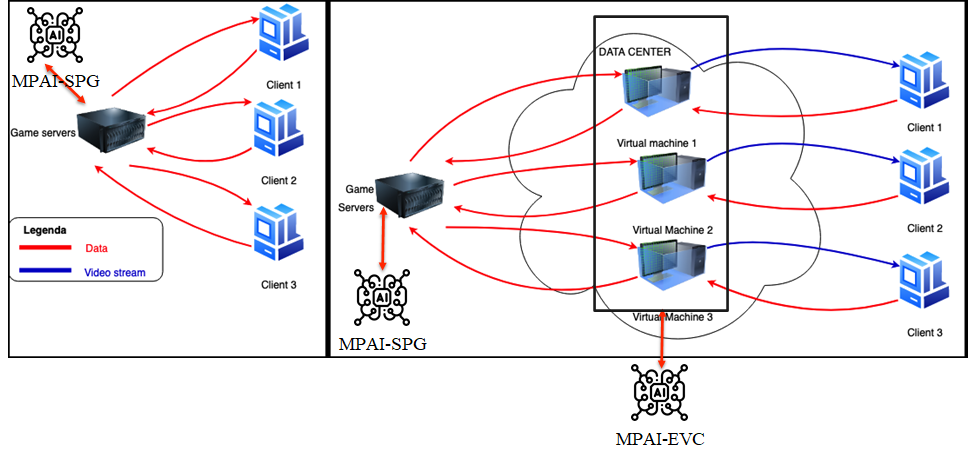 MPAI-SPG
Game servers
Client 1
Client 2
Client 3
Legenda
Data
Video stream
DATA CENTER
Virtual machine 1
Virtual Machine 2
Virtual Machine 3
Game
Servers
Client 1
Client 2
Client 3
MPAI-SPG
MPAI-EVC
AI
AI
AI